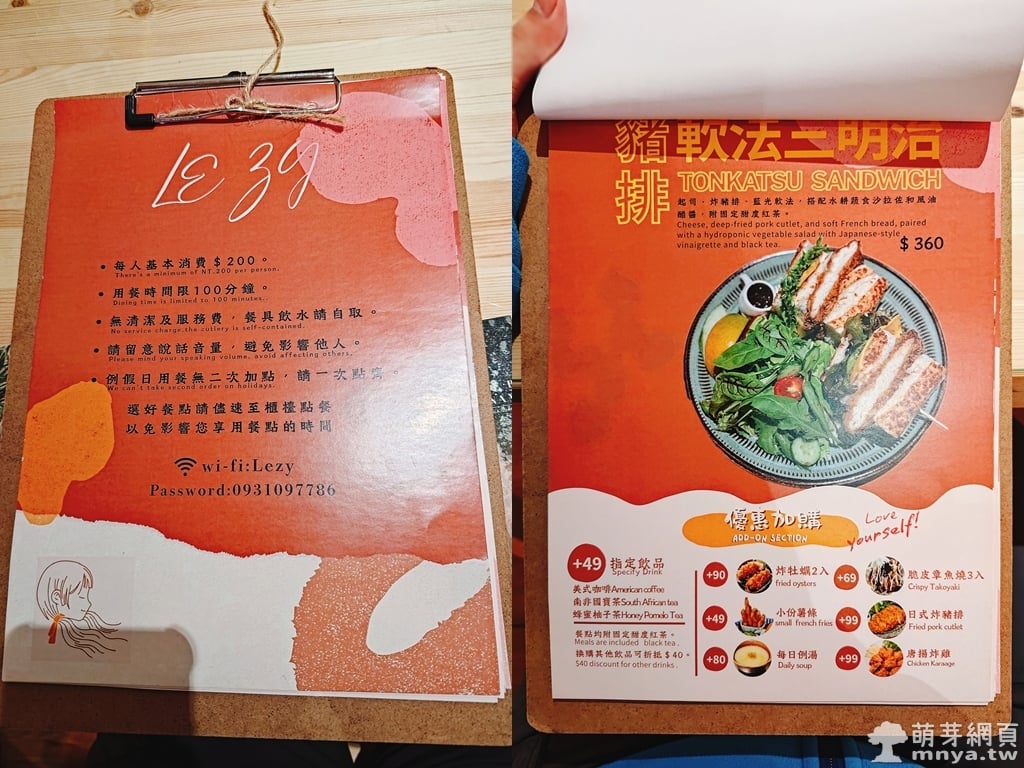 LEzy
• 每人基本消費$200。
There's a minimum of NT.200 per person.
• 用餐時間限100分鐘。
Dining time is limited to 100 minutes.
• 無清潔及服務費，餐具飲水請自取。
No service charge.the cutlery is self-contained.
• 請留意說話音量，避免影響他人。
Please mind your speaking volume, avoid affecting others.
• 例假日用餐無二次加點，請一次點齊。
We can't take second order on holidays.
選好餐點請儘速至櫃檯點餐
以免影響您享用餐點的時間
wi-fi:Lezy
Password:0931097786
豬排
軟法三明治
TONKATSU SANDWICH
起司、炸豬排、藍光軟法，搭配水耕蔬食沙拉佐和風油
醋醬，附固定甜度紅茶。
Cheese, deep-fried pork cutlet, and soft French bread, paired
with a hydroponic vegetable salad with Japanese-style
vinaigrette and black tea.
$ 360
優惠加購
ADD-ON SECTION
Love yourself!
+49 指定飲品
Specify Drink
美式咖啡American coffee
南非國寶茶South African tea
蜂蜜柚子茶Honey Pomelo Tea
餐點均附固定甜度紅茶。
Meals are included black tea.
換購其他飲品可折抵$40。
$40 discount for other drinks.
+90 炸牡蠣2入
fried oysters
+69 脆皮章魚燒3入
Crispy Takoyaki
+49 小份薯條
small french fries
+99 日式炸豬排
Fried pork cutlet
+80 每日例湯
Daily soup
+99 唐揚炸雞
Chicken Karaage
萌芽網頁
mnya.tw